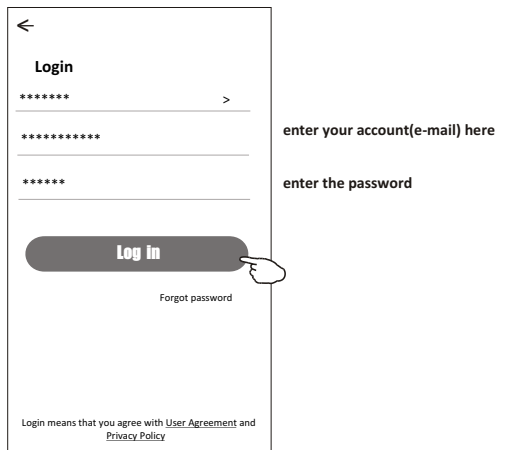 Login
******* >
***********
enter your account(e-mail) here
******
enter the password
Log in
Forgot password
Login means that you agree with User Agreement and
Privacy Policy